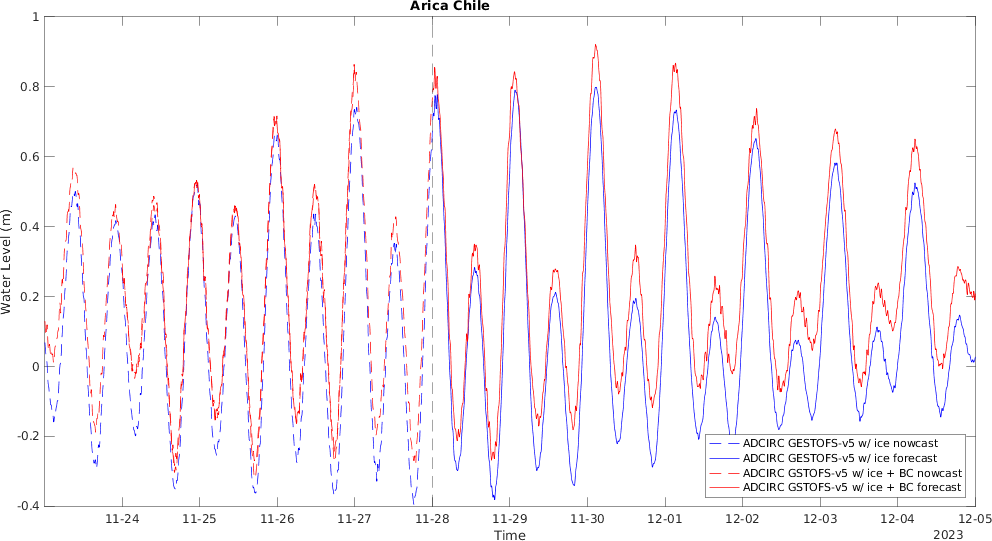 Arica Chile
Water Level (m)
1
0.8
0.6
0.4
0.2
0
-0.2
-0.4
ADCIRC GESTOFS-v5 w/ ice nowcast
ADCIRC GESTOFS-v5 w/ ice forecast
ADCIRC GSTOFS-v5 w/ ice + BC nowcast
ADCIRC GSTOFS-v5 w/ ice + BC forecast
11-24 11-25 11-26 11-27 11-28 11-29 11-30 12-01 12-02 12-03 12-04 12-05
Time
2023